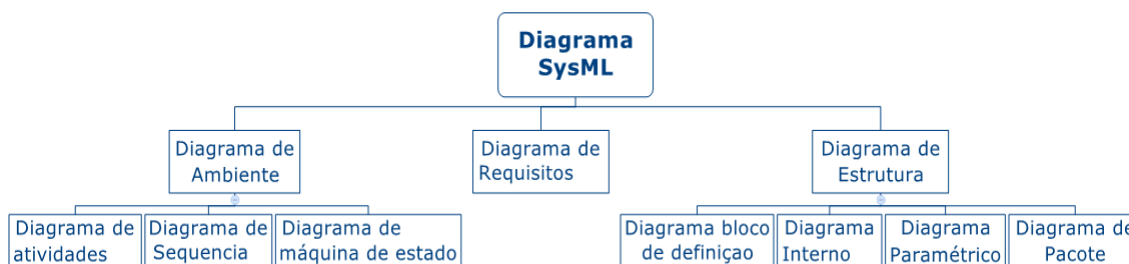 Diagrama
SysML
Diagrama de
Ambiente
Diagrama de
Requisitos
Diagrama de
Estrutura
Diagrama de
atividades
Diagrama de
Sequencia
Diagrama de
máquina de estado
Diagrama bloco
de definiçao
Diagrama
Interno
Diagrama
Paramétrico
Diagrama de
Pacote